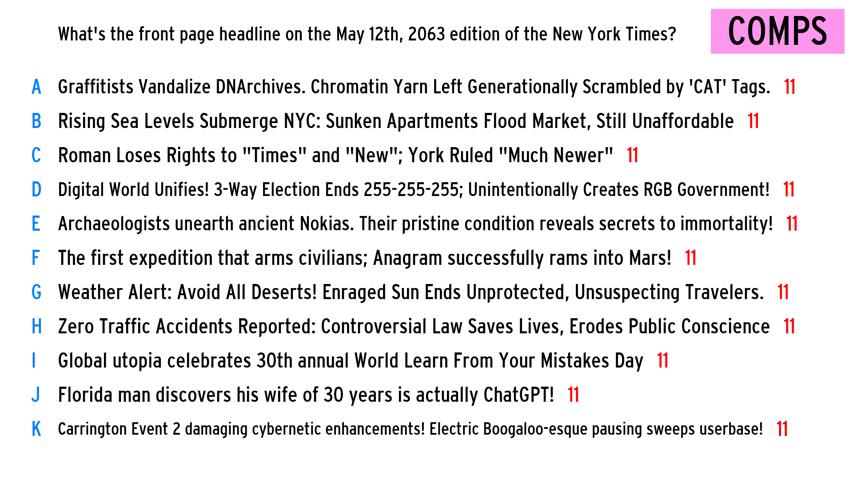 What's the front page headline on the May 12th, 2063 edition of the New York Times?
COMPS
A Graffitists Vandalize DNArchives. Chromatin Yarn Left Generationally Scrambled by 'CAT' Tags. 11
B Rising Sea Levels Submerge NYC: Sunken Apartments Flood Market, Still Unaffordable 11
C Roman Loses Rights to "Times" and "New"; York Ruled "Much Newer" 11
D Digital World Unifies! 3-Way Election Ends 255-255-255; Unintentionally Creates RGB Government! 11
E Archaeologists unearth ancient Nokias. Their pristine condition reveals secrets to immortality! 11
F The first expedition that arms civilians; Anagram successfully rams into Mars! 11
G Weather Alert: Avoid All Deserts! Enraged Sun Ends Unprotected, Unsuspecting Travelers. 11
H Zero Traffic Accidents Reported: Controversial Law Saves Lives, Erodes Public Conscience 11
I Global utopia celebrates 30th annual World Learn From Your Mistakes Day 11
J Florida man discovers his wife of 30 years is actually ChatGPT! 11
K Carrington Event 2 damaging cybernetic enhancements! Electric Boogaloo-esque pausing sweeps userbase! 11